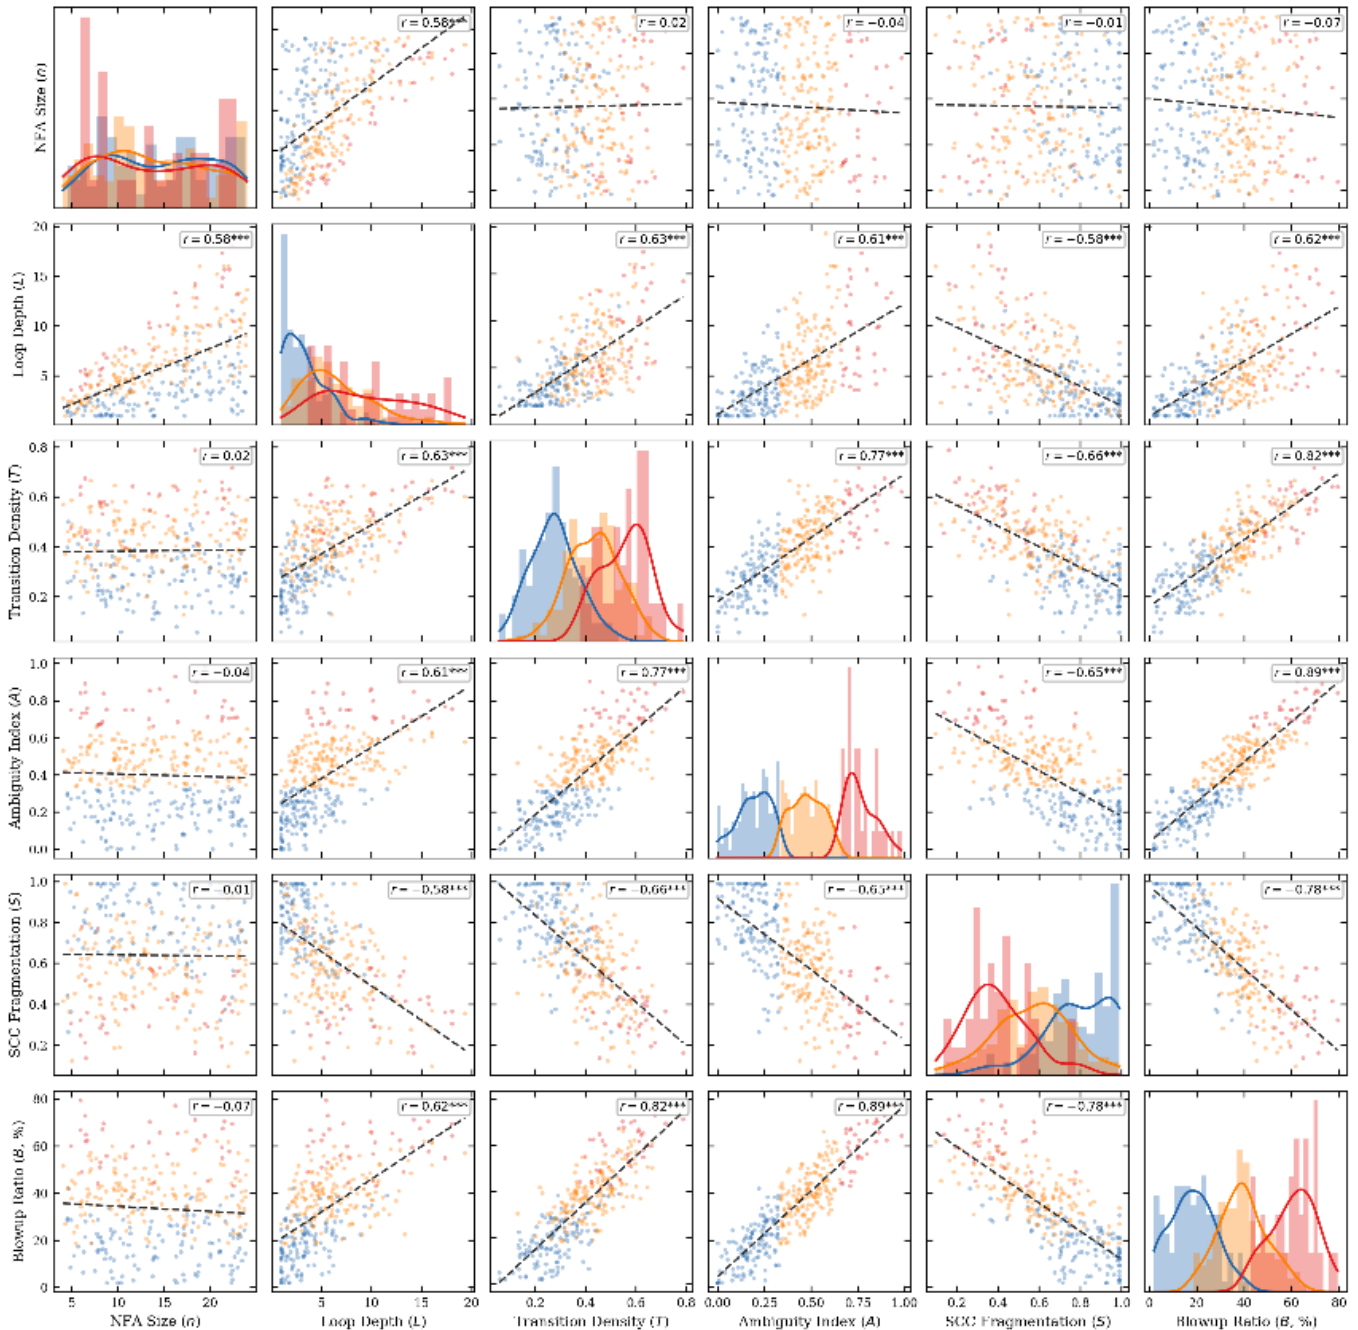 r = 0.58***
r = 0.02
r = −0.04
r = −0.01
r = −0.07
NFA Size (n)
20
15
10
5
Loop Depth (L)
r = 0.58***
r = 0.63***
r = 0.61***
r = −0.58***
r = 0.62***
0.8
0.6
0.4
0.2
Transition Density (T)
r = 0.02
r = 0.63***
r = 0.77***
r = −0.66***
r = 0.82***
1.0
0.8
0.6
0.4
0.2
0.0
Ambiguity Index (A)
r = −0.04
r = 0.61***
r = 0.77***
r = −0.65***
r = 0.89***
1.0
0.8
0.6
0.4
0.2
SCC Fragmentation (S)
r = −0.01
r = −0.58***
r = −0.66***
r = −0.65***
r = −0.78***
80
60
40
20
0
Blowup Ratio (B, %)
r = −0.07
r = 0.62***
r = 0.82***
r = 0.89***
r = −0.78***
5 10 15 20
5 10 15 20
0.2 0.4 0.6 0.8
0.00 0.25 0.50 0.75 1.00
0.2 0.4 0.6 0.8 1.0
0 20 40 60 80
NFA Size (n)
Loop Depth (L)
Transition Density (T)
Ambiguity Index (A)
SCC Fragmentation (S)
Blowup Ratio (B, %)